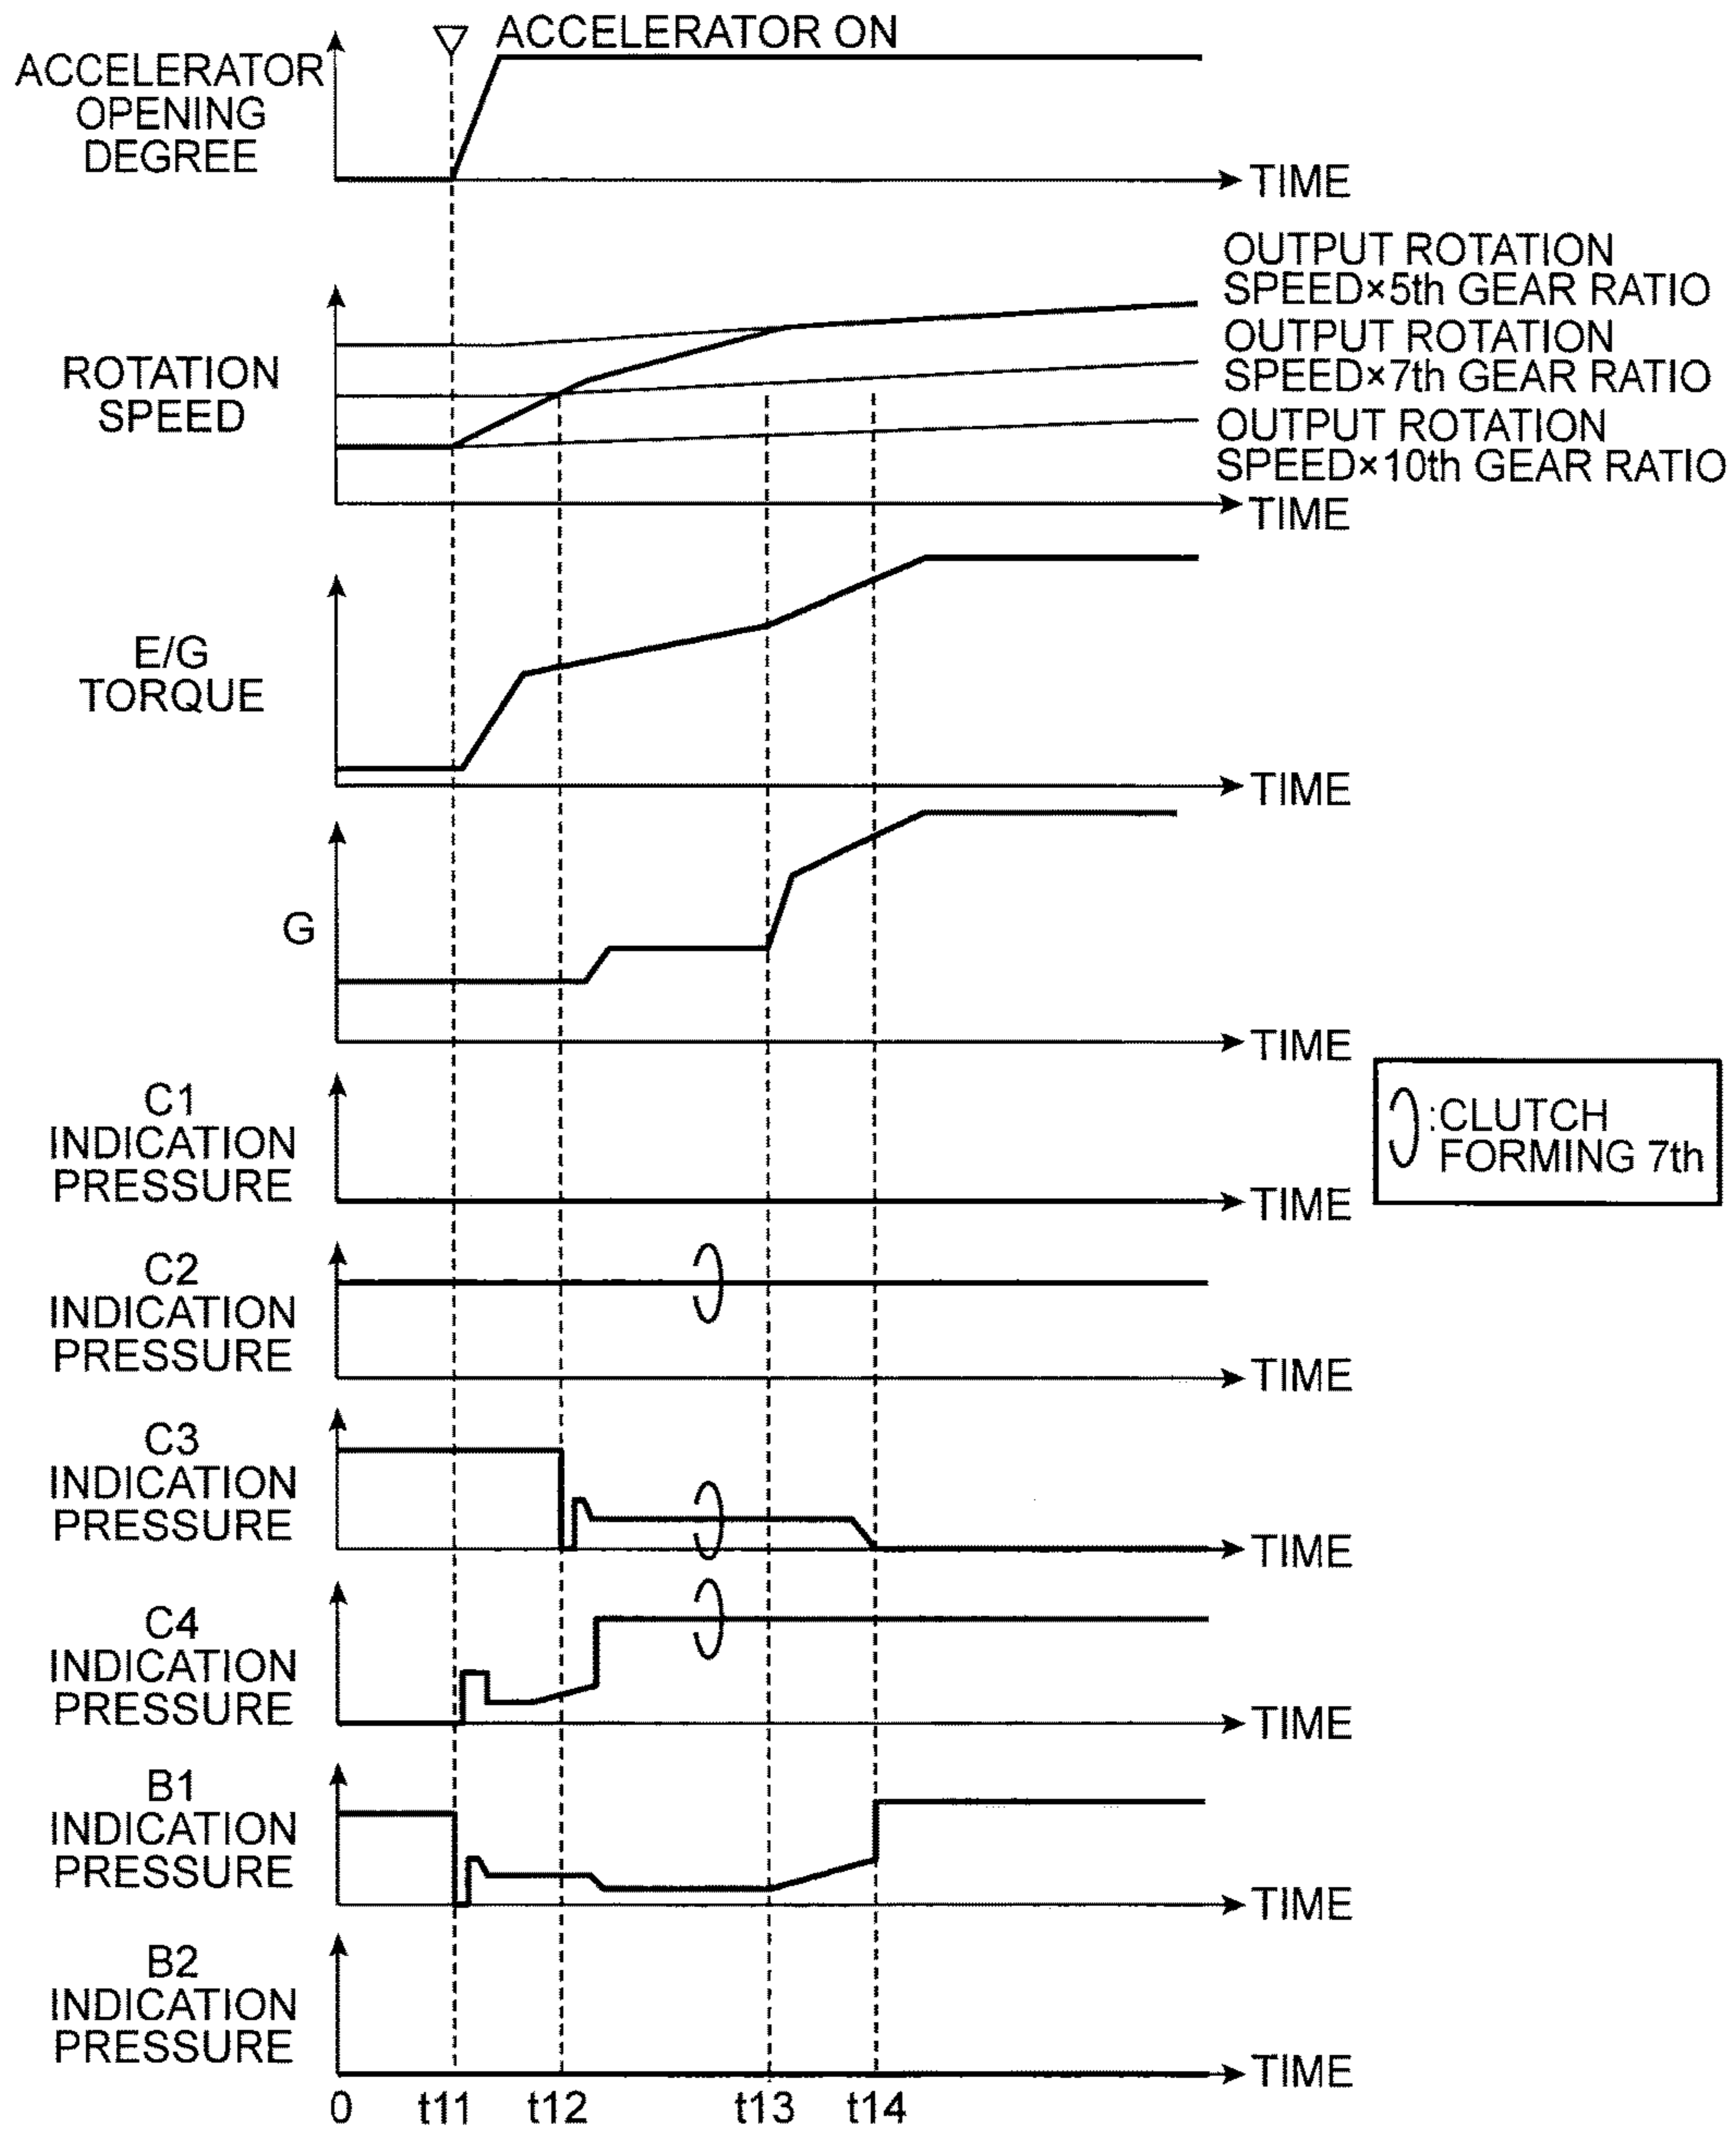 ACCELERATOR ON
ACCELERATOR
OPENING
DEGREE
TIME
OUTPUT ROTATION
SPEED×5th GEAR RATIO
OUTPUT ROTATION
SPEED×7th GEAR RATIO
OUTPUT ROTATION
SPEED×10th GEAR RATIO
ROTATION
SPEED
TIME
E/G
TORQUE
TIME
G
TIME
C1
INDICATION
PRESSURE
TIME
:CLUTCH
FORMING 7th
C2
INDICATION
PRESSURE
TIME
C3
INDICATION
PRESSURE
TIME
C4
INDICATION
PRESSURE
TIME
B1
INDICATION
PRESSURE
TIME
B2
INDICATION
PRESSURE
TIME
0 t11 t12 t13 t14